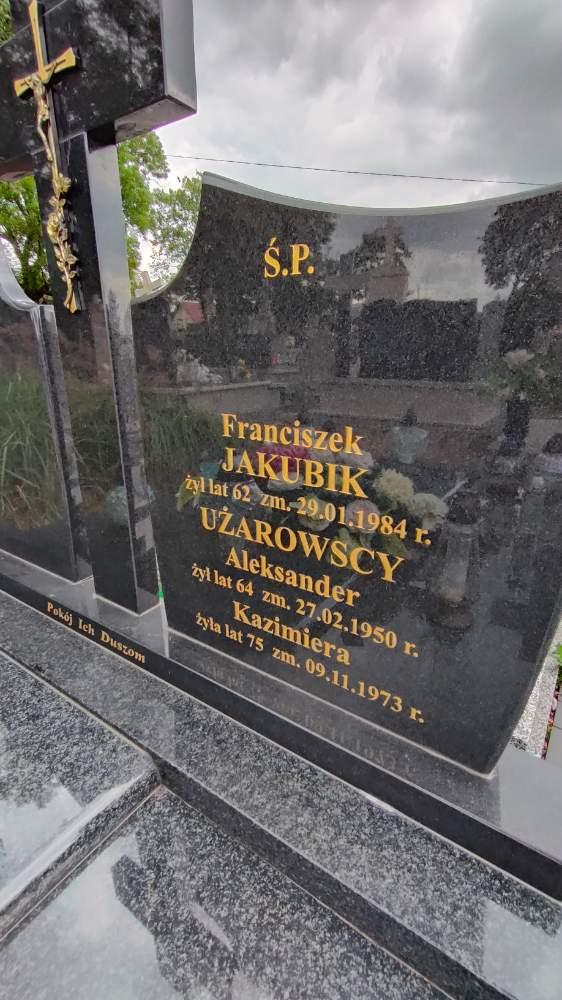 Ś.P.
Franciszek
JAKUBIK
żył lat 62 zm. 29.01.1984 r.
UŻAROWSCY
Aleksander
żył lat 64 zm. 27.02.1950 r.
Kazimiera
żyła lat 75 zm. 09.11.1973 r.
Pokój Ich Duszom